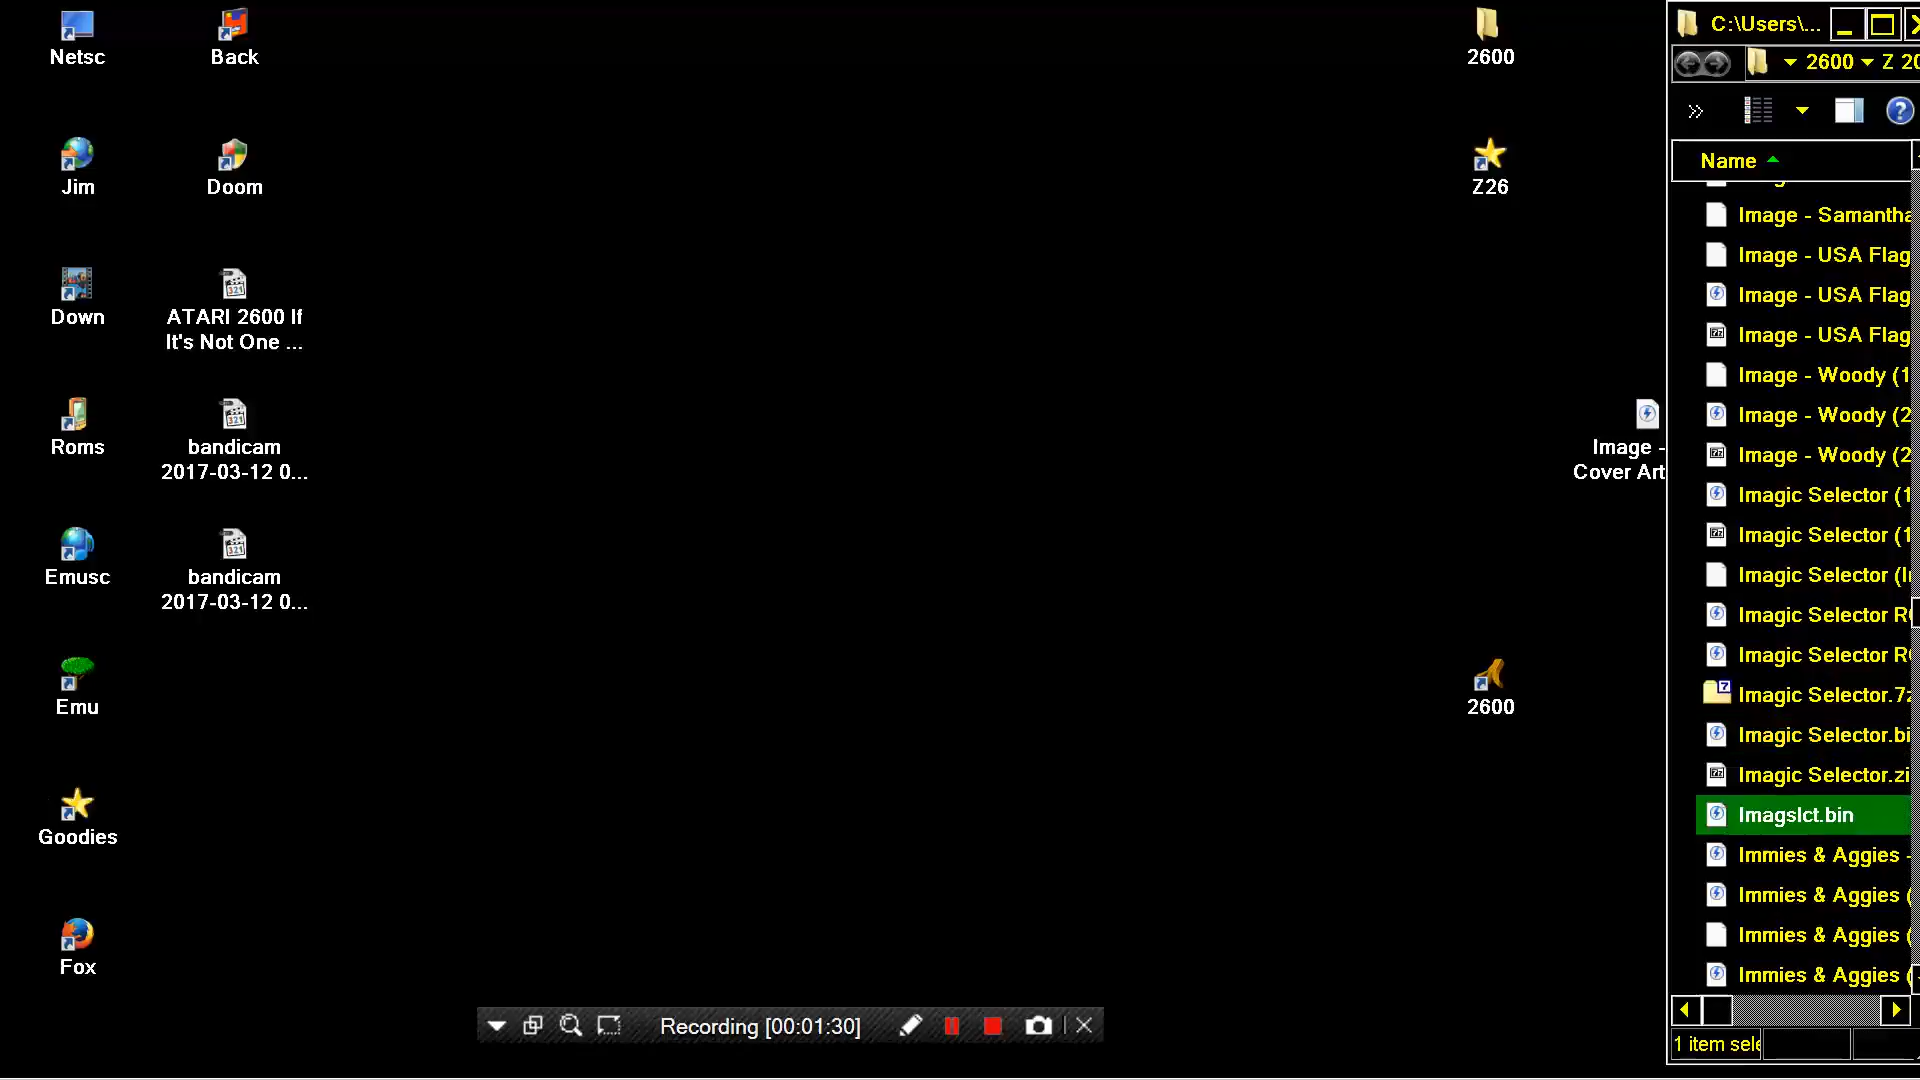 Netsc
Back
2600
Jim
Doom
Z26
Down
ATARI 2600 If
It's Not One ...
Roms
bandicam
2017-03-12 0...
Image -
Cover Art
Emusc
bandicam
2017-03-12 0...
Emu
2600
Goodies
Fox
Recording [00:01:30]
C:\Users\...
2600 Z 20
Name
Image - Samantha
Image - USA Flag
Image - USA Flag
Image - USA Flag
Image - Woody (1
Image - Woody (2
Image - Woody (2
Imagic Selector (1
Imagic Selector (1
Imagic Selector (I
Imagic Selector R
Imagic Selector R
Imagic Selector.7z
Imagic Selector.bi
Imagic Selector.zi
Imagslct.bin
Immies & Aggies -
Immies & Aggies (
Immies & Aggies (
Immies & Aggies (
1 item sele